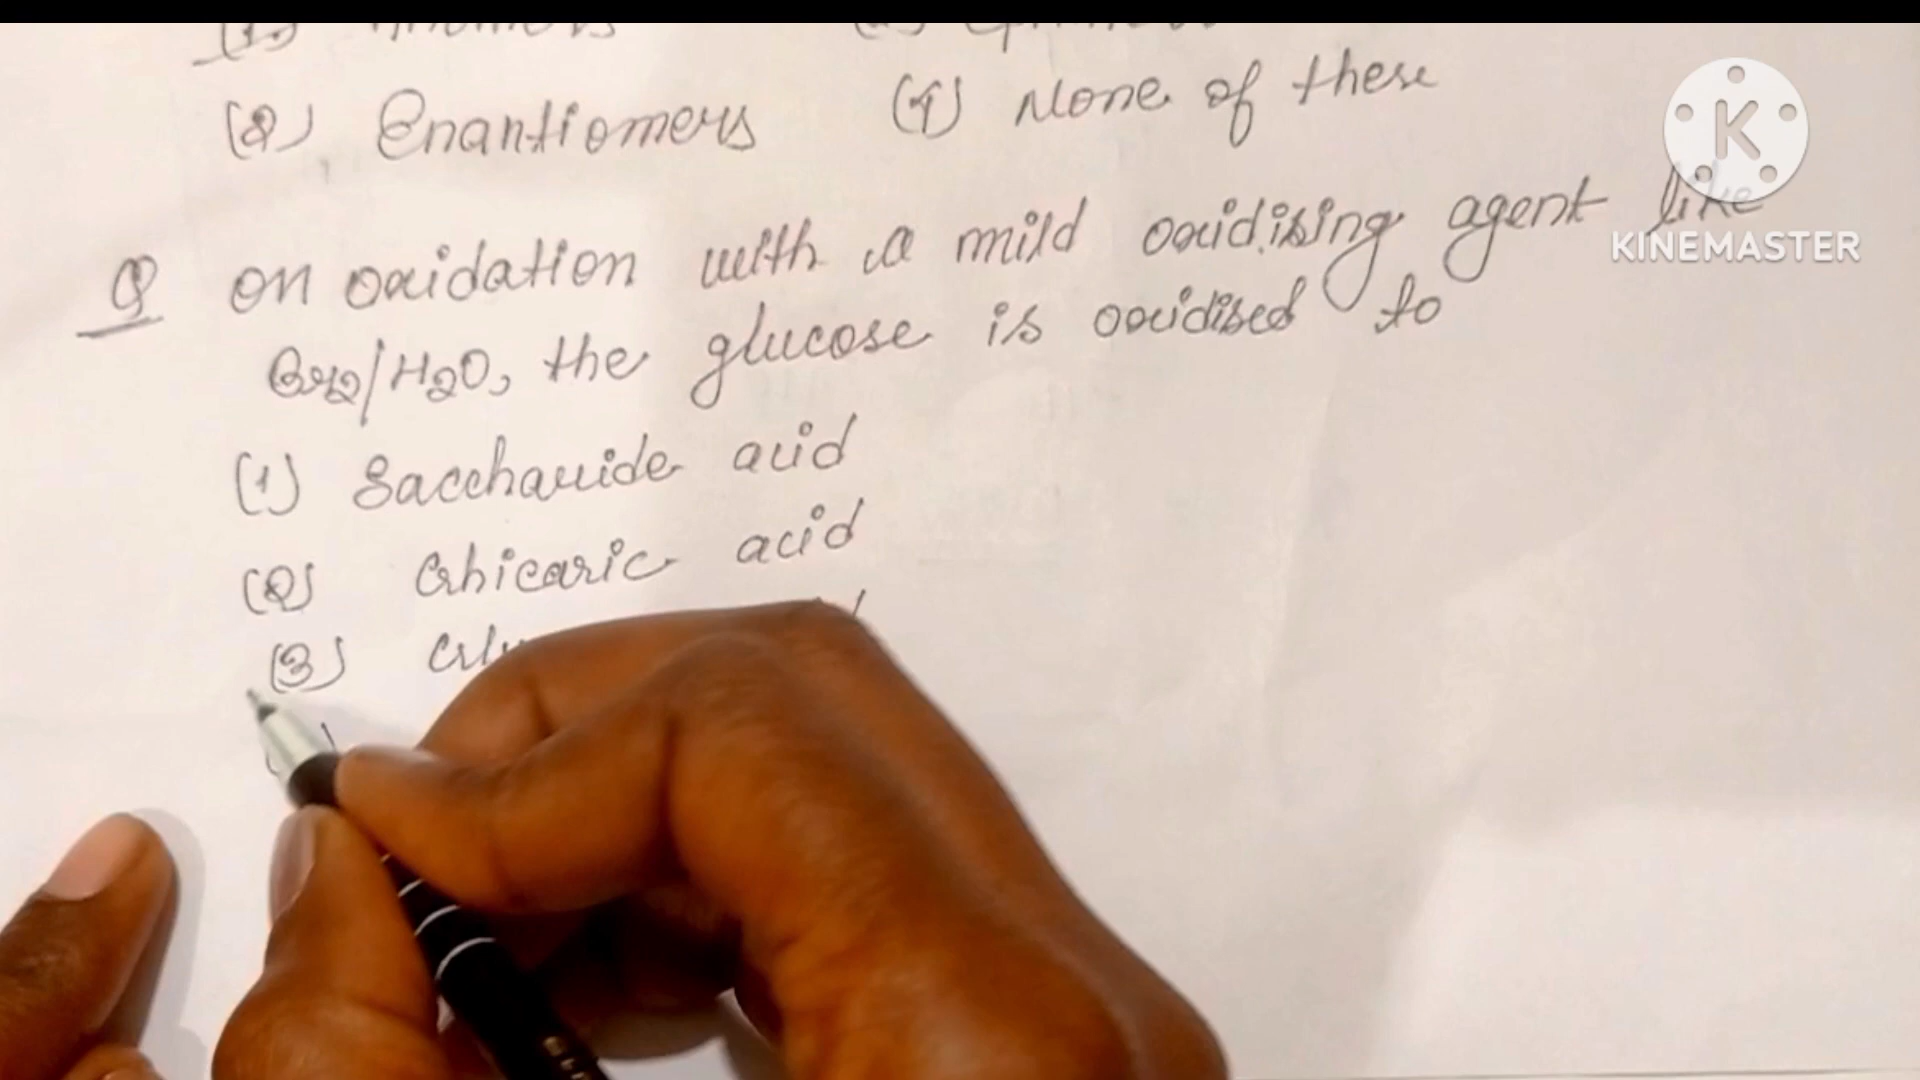 (2) Enantiomers (4) None of these
Q on oxidation with a mild oxidising agent like
Br2/H2O, the glucose is oxidised to
(1) Saccharide acid
(2) Glucaric acid
(3)
K
KINEMASTER